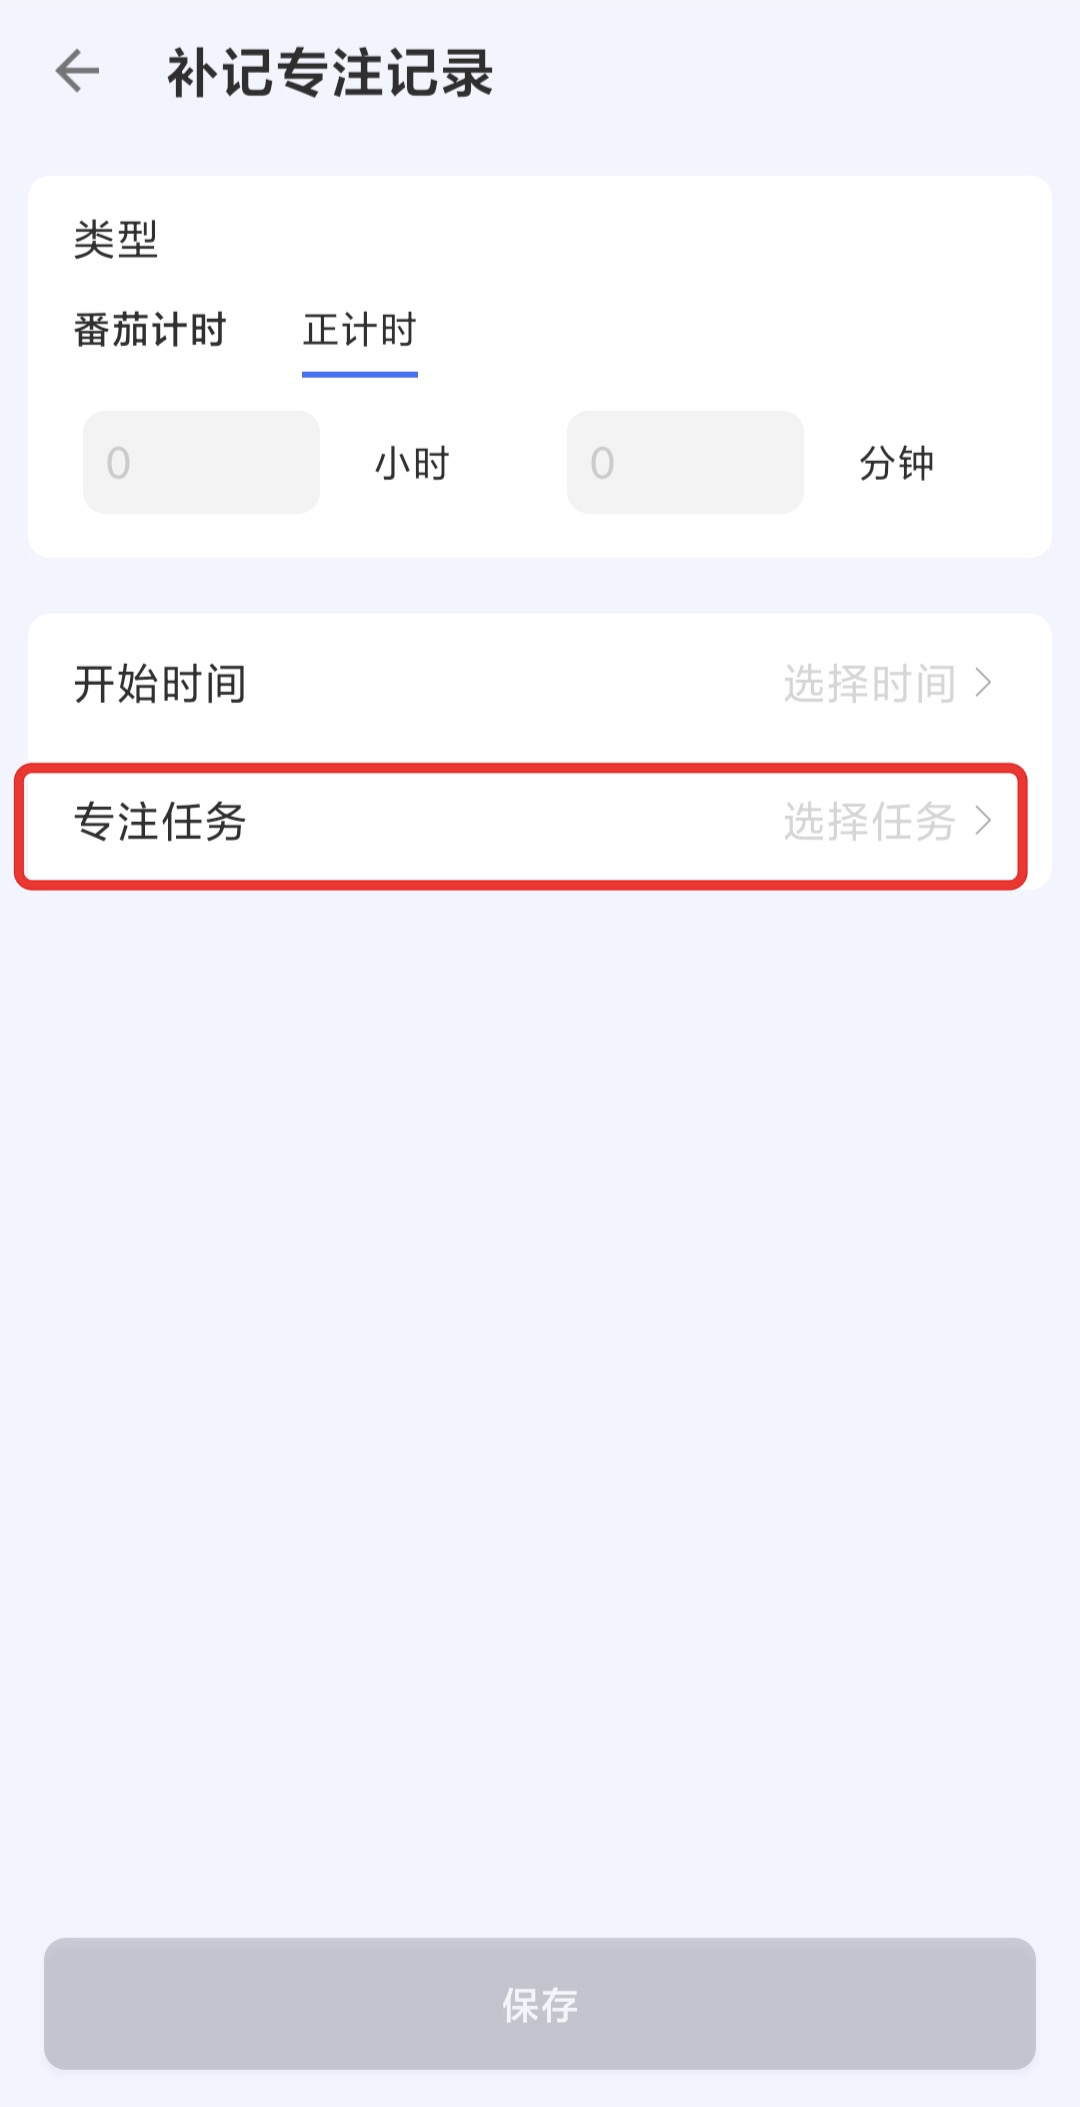 补记专注记录
类型
番茄计时 正计时
0 小时 0 分钟
开始时间 选择时间
专注任务 选择任务
保存